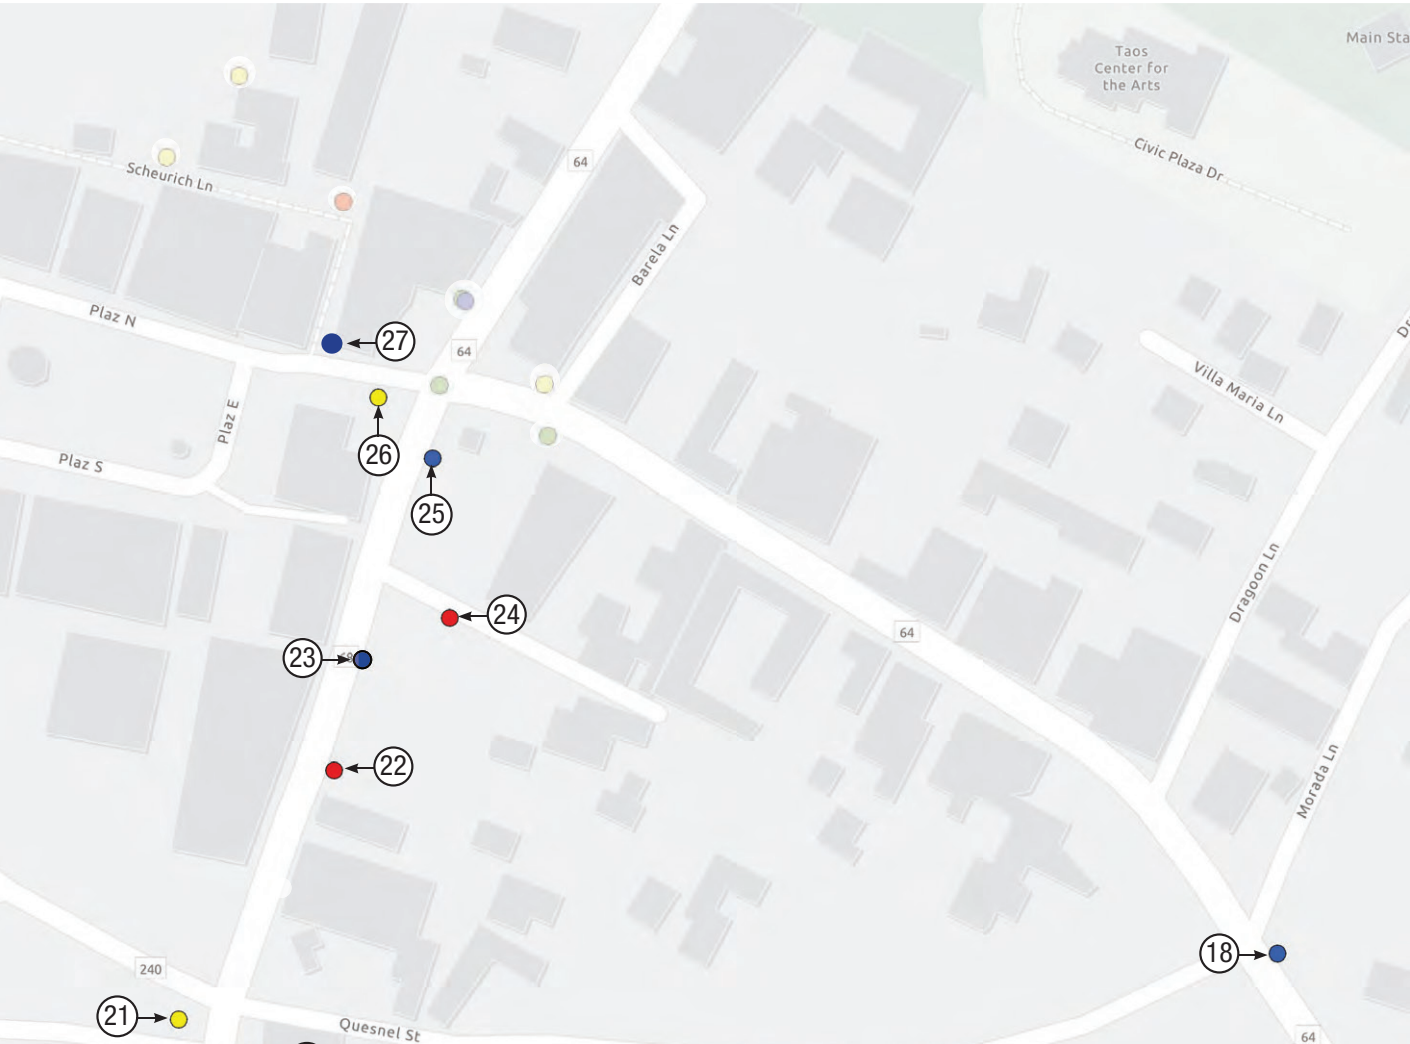 Main Sta
Taos
Center for
the Arts
Civic Plaza Dr
64
Scheurich Ln
Barela Ln
Plaz N
27
64
Villa Maria Ln
Plaz E
26
Plaz S
25
Dragoon Ln
24
64
23
22
Morada Ln
18
240
21
Quesnel St
64